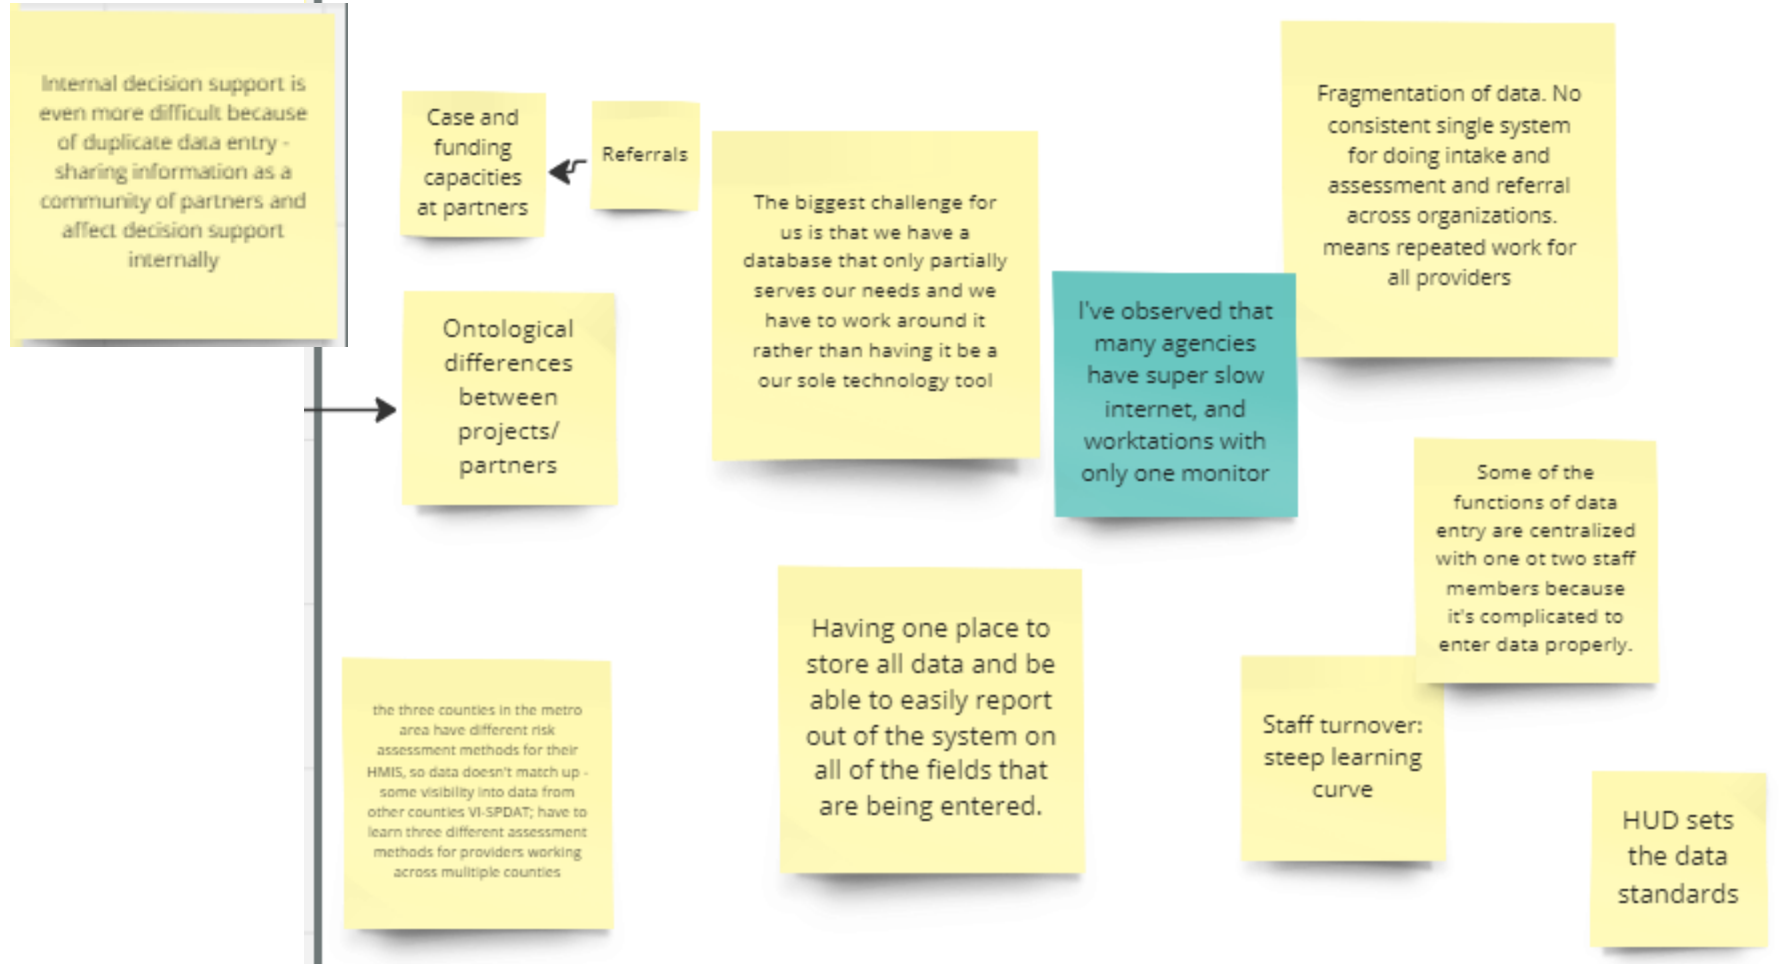 Internal decision support is
even more difficult because
of duplicate data entry -
sharing information as a
community of partners and
affect decision support
internally
Case and
funding
capacities
at partners
Referrals
Ontological
differences
between
projects/
partners
the three counties in the metro
area have different risk
assessment methods for their
HMIS, so data doesn't match up -
some visibility into data from
other counties VI-SPDAT; have to
learn three different assessment
methods for providers working
across mulitiple counties
The biggest challenge for
us is that we have a
database that only partially
serves our needs and we
have to work around it
rather than having it be a
our sole technology tool
I've observed that
many agencies
have super slow
internet, and
worktations with
only one monitor
Fragmentation of data. No
consistent single system
for doing intake and
assessment and referral
across organizations.
means repeated work for
all providers
Having one place to
store all data and be
able to easily report
out of the system on
all of the fields that
are being entered.
Some of the
functions of data
entry are centralized
with one ot two staff
members because
it's complicated to
enter data properly.
Staff turnover:
steep learning
curve
HUD sets
the data
standards